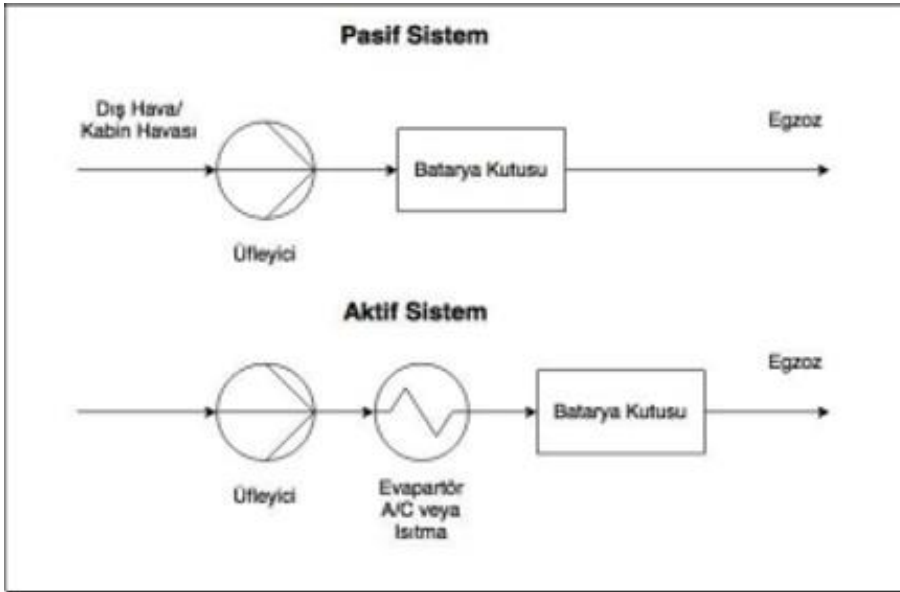 Pasif Sistem
Dış Hava/
Kabin Havası
Egzoz
Batarya Kutusu
Üfleyici
Aktif Sistem
Egzoz
Batarya Kutusu
Üfleyici
Evapartör
A/C veya
Isıtma